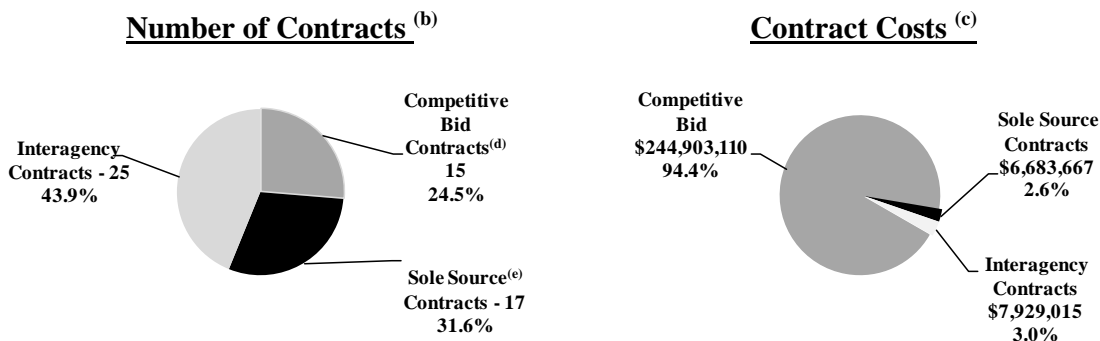 Number of Contracts (b)
Interagency
Contracts - 25
43.9%
Competitive
Bid
Contracts(d)
15
24.5%
Sole Source(e)
Contracts - 17
31.6%
Contract Costs (c)
Competitive
Bid
$244,903,110
94.4%
Sole Source
Contracts
$6,683,667
2.6%
Interagency
Contracts
$7,929,015
3.0%